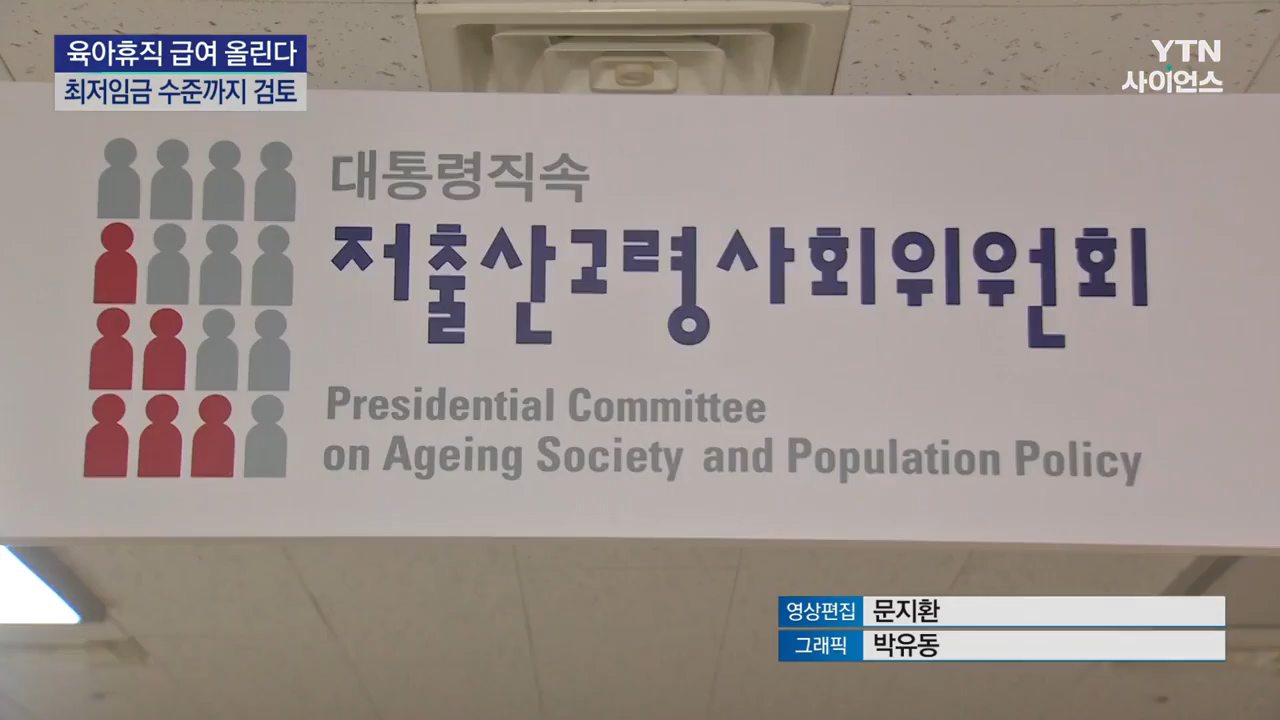 육아휴직 급여 올린다
최저임금 수준까지 검토
YTN
사이언스
대통령직속
저출산고령사회위원회
Presidential Committee
on Ageing Society and Population Policy
영상편집 문지환
그래픽 박유동